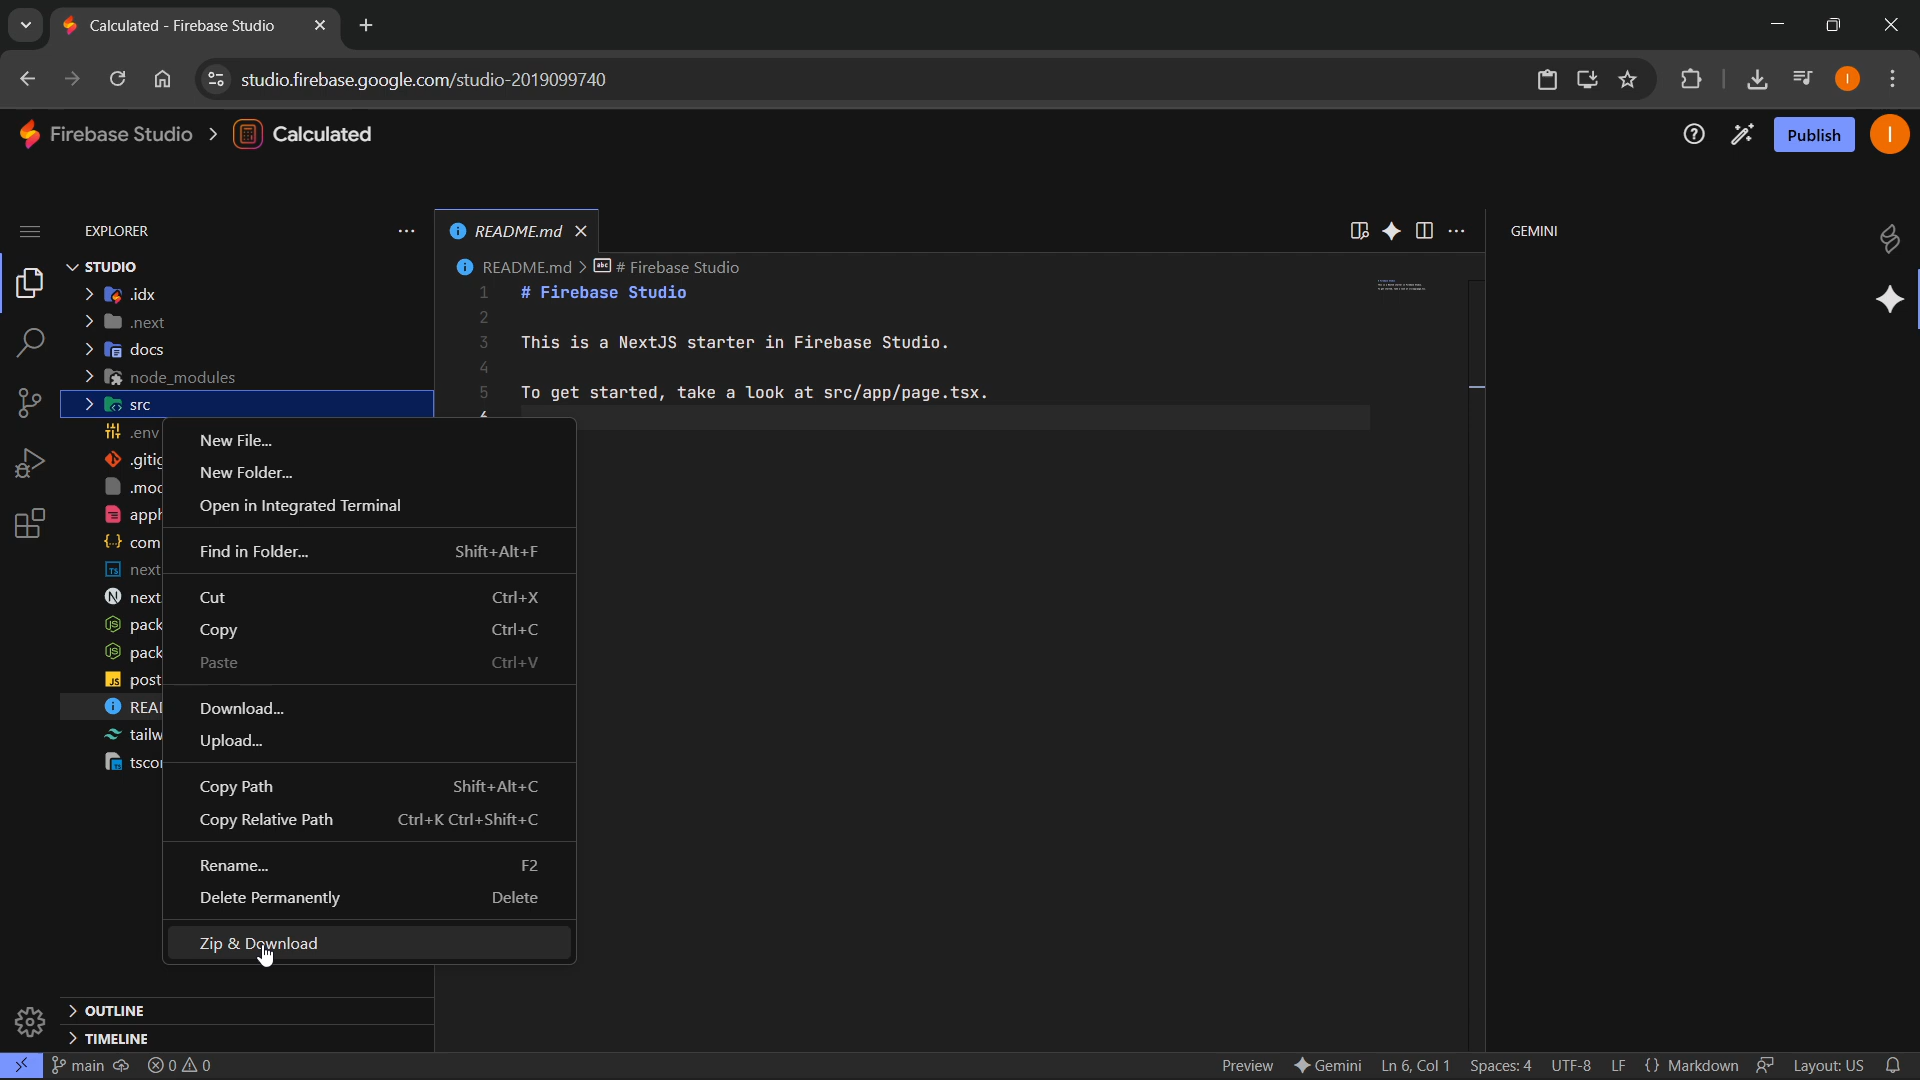 Calculated - Firebase Studio
studio.firebase.google.com/studio-2019099740
I
Firebase Studio > Calculated
Publish
I
EXPLORER
STUDIO
.idx
.next
docs
node_modules
src
.env
.gitig
.mod
apph
com
next
next.
pack
pack
post
READ
tailw
tscon
OUTLINE
TIMELINE
New File...
New Folder...
Open in Integrated Terminal
Find in Folder... Shift+Alt+F
Cut Ctrl+X
Copy Ctrl+C
Paste Ctrl+V
Download...
Upload...
Copy Path Shift+Alt+C
Copy Relative Path Ctrl+K Ctrl+Shift+C
Rename... F2
Delete Permanently Delete
Zip & Download
README.md
README.md > abc # Firebase Studio
1 # Firebase Studio
2
3 This is a NextJS starter in Firebase Studio.
4
5 To get started, take a look at src/app/page.tsx.
GEMINI
main
0 0
Preview Gemini Ln 6, Col 1 Spaces: 4 UTF-8 LF {} Markdown Layout: US